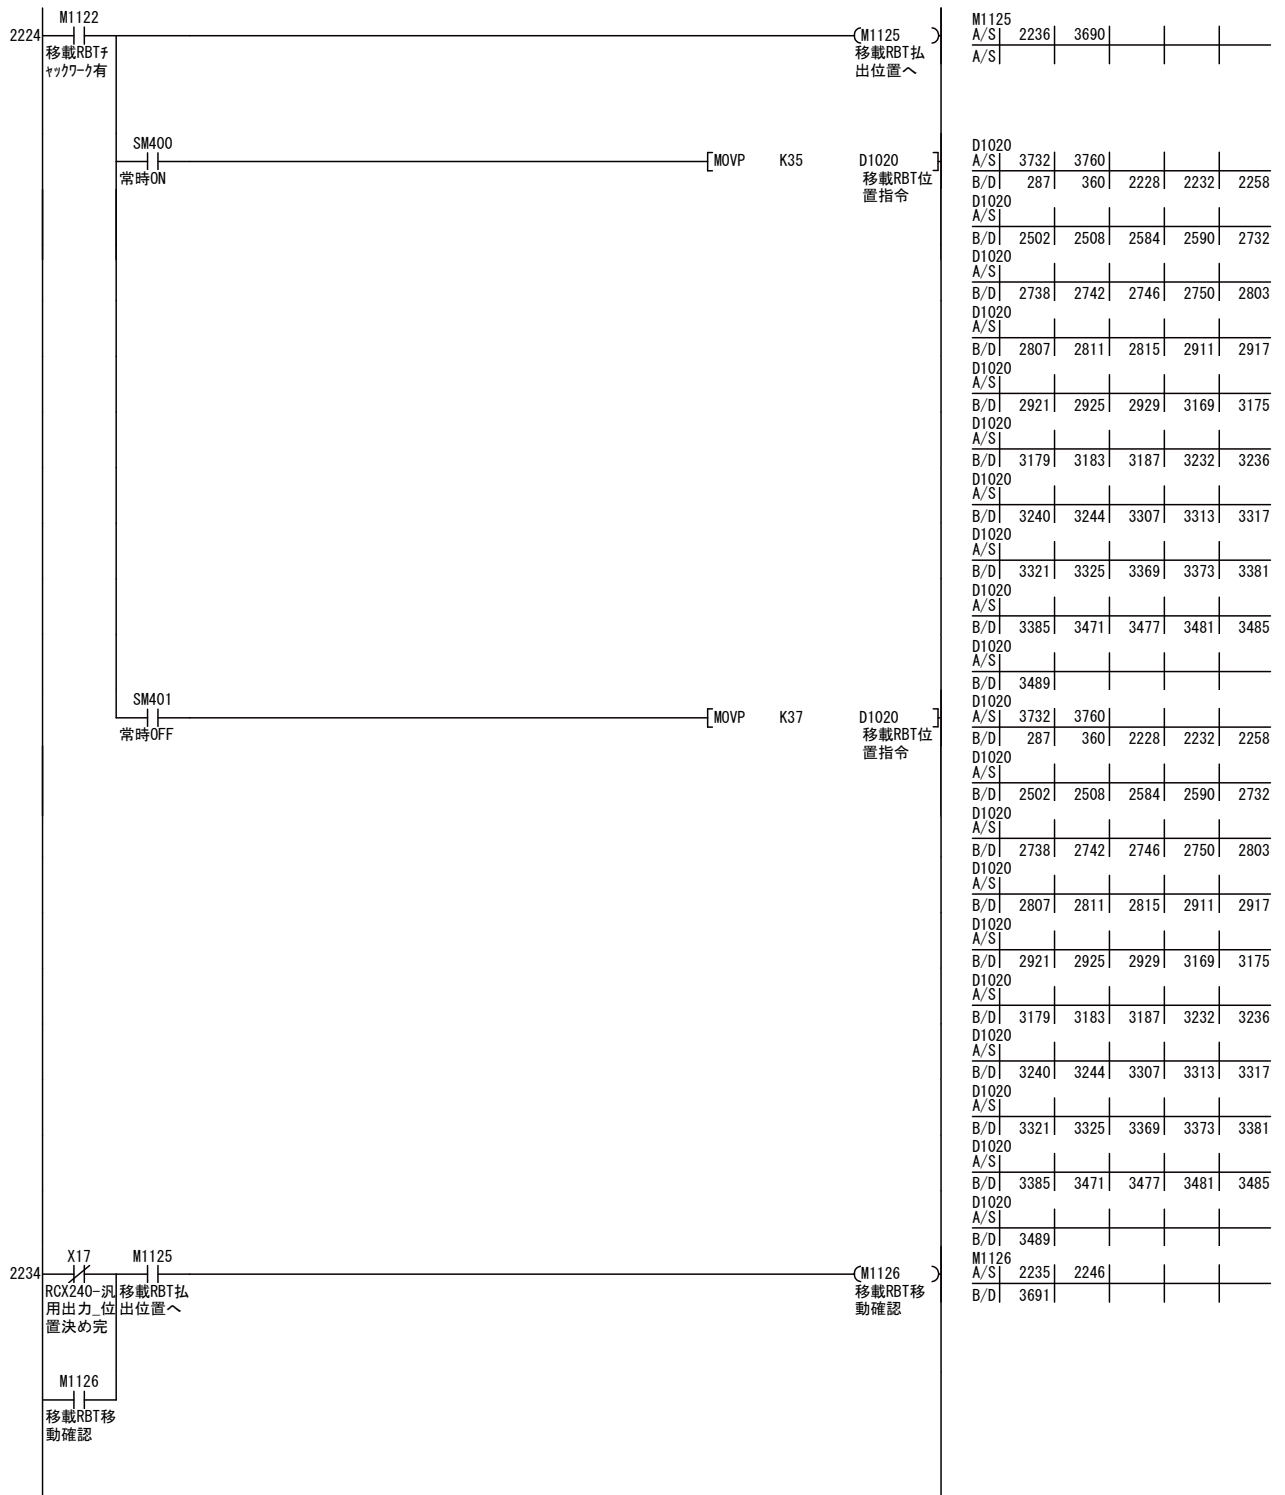 M1122
2224
移載RBTチ
ャックワーク有
M1125
移載RBT払
出位置へ
M1125
A/S 2236 3690
A/S
SM400
常時ON
MOVP K35 D1020
移載RBT位
置指令
D1020
A/S 3732 3760
B/D 287 360 2228 2232 2258
D1020
A/S
B/D 2502 2508 2584 2590 2732
D1020
A/S
B/D 2738 2742 2746 2750 2803
D1020
A/S
B/D 2807 2811 2815 2911 2917
D1020
A/S
B/D 2921 2925 2929 3169 3175
D1020
A/S
B/D 3179 3183 3187 3232 3236
D1020
A/S
B/D 3240 3244 3307 3313 3317
D1020
A/S
B/D 3321 3325 3369 3373 3381
D1020
A/S
B/D 3385 3471 3477 3481 3485
D1020
A/S
B/D 3489
SM401
常時OFF
MOVP K37 D1020
移載RBT位
置指令
D1020
A/S 3732 3760
B/D 287 360 2228 2232 2258
D1020
A/S
B/D 2502 2508 2584 2590 2732
D1020
A/S
B/D 2738 2742 2746 2750 2803
D1020
A/S
B/D 2807 2811 2815 2911 2917
D1020
A/S
B/D 2921 2925 2929 3169 3175
D1020
A/S
B/D 3179 3183 3187 3232 3236
D1020
A/S
B/D 3240 3244 3307 3313 3317
D1020
A/S
B/D 3321 3325 3369 3373 3381
D1020
A/S
B/D 3385 3471 3477 3481 3485
D1020
A/S
B/D 3489
X17 M1125
2234
RCX240-汎
用出力_位
置決め完
移載RBT払
出位置へ
M1126
移載RBT移
動確認
M1126
A/S 2235 2246
B/D 3691
M1126
移載RBT移
動確認